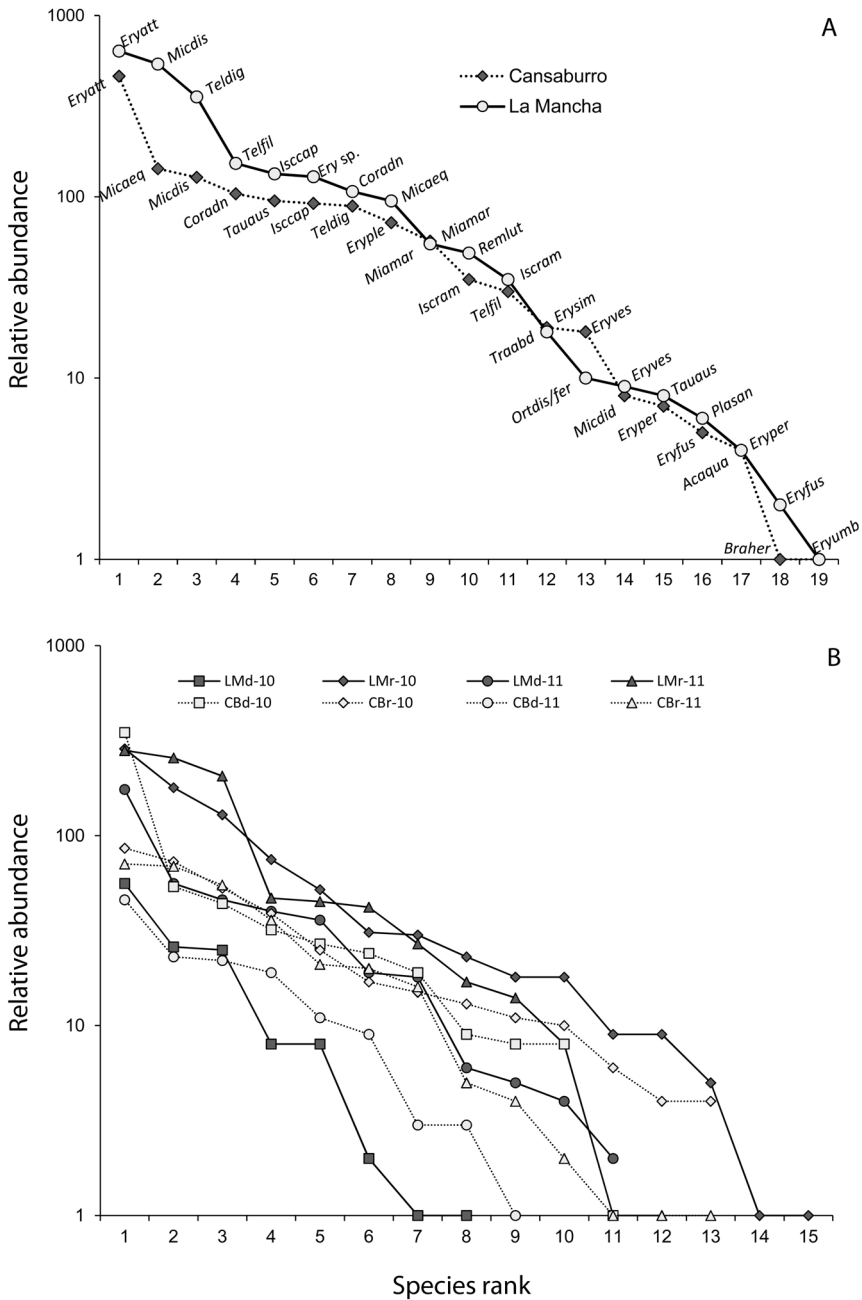 A
1000
100
10
1
Relative abundance
Cansaburro
La Mancha
Eryatt
Micdis
Teldig
Telfil
Isccap
Ery sp.
Coradn
Micaeq
Miamar
Remlut
Iscram
Erysim
Eryves
Eryves
Tauaus
Plasan
Eryper
Eryfus
Eryumb
Eryatt
Micaeq
Micdis
Coradn
Tauaus
Isccap
Teldig
Eryple
Miamar
Iscram
Telfil
Traabd
Ortdis/fer
Micdid
Eryper
Eryfus
Acaqua
Braher
1 2 3 4 5 6 7 8 9 10 11 12 13 14 15 16 17 18 19
B
1000
100
10
1
Relative abundance
LMd-10 LMr-10 LMd-11 LMr-11
CBd-10 CBr-10 CBd-11 CBr-11
1 2 3 4 5 6 7 8 9 10 11 12 13 14 15
Species rank